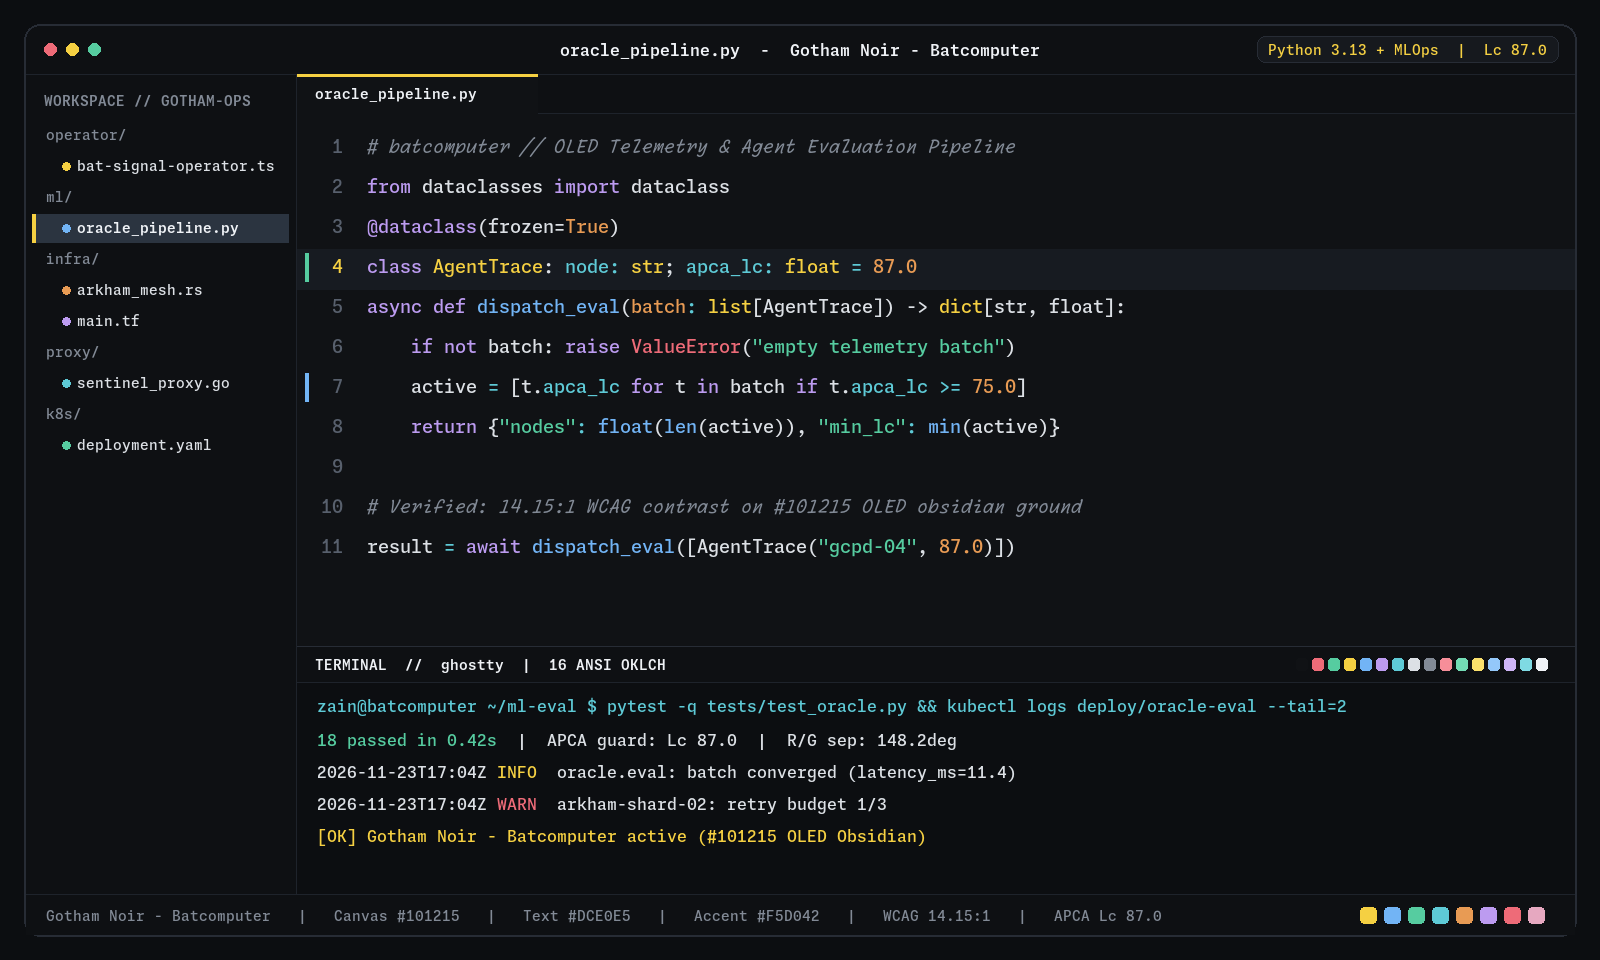 oracle_pipeline.py  -  Gotham Noir - Batcomputer
Python 3.13 + MLOps  |  Lc 87.0
WORKSPACE // GOTHAM-OPS
operator/
bat-signal-operator.ts
ml/
oracle_pipeline.py
infra/
arkham_mesh.rs
main.tf
proxy/
sentinel_proxy.go
k8s/
deployment.yaml
oracle_pipeline.py
1 # batcomputer // OLED Telemetry & Agent Evaluation Pipeline
2 from dataclasses import dataclass
3 @dataclass(frozen=True)
4 class AgentTrace: node: str; apca_lc: float = 87.0
5 async def dispatch_eval(batch: list[AgentTrace]) -> dict[str, float]:
6     if not batch: raise ValueError("empty telemetry batch")
7     active = [t.apca_lc for t in batch if t.apca_lc >= 75.0]
8     return {"nodes": float(len(active)), "min_lc": min(active)}
9
10 # Verified: 14.15:1 WCAG contrast on #101215 OLED obsidian ground
11 result = await dispatch_eval([AgentTrace("gcpd-04", 87.0)])
TERMINAL  //  ghostty  |  16 ANSI OKLCH
zain@batcomputer ~/ml-eval $ pytest -q tests/test_oracle.py && kubectl logs deploy/oracle-eval --tail=2
18 passed in 0.42s  |  APCA guard: Lc 87.0  |  R/G sep: 148.2deg
2026-11-23T17:04Z INFO  oracle.eval: batch converged (latency_ms=11.4)
2026-11-23T17:04Z WARN  arkham-shard-02: retry budget 1/3
[OK] Gotham Noir - Batcomputer active (#101215 OLED Obsidian)
Gotham Noir - Batcomputer  |  Canvas #101215  |  Text #DCE0E5  |  Accent #F5D042  |  WCAG 14.15:1  |  APCA Lc 87.0